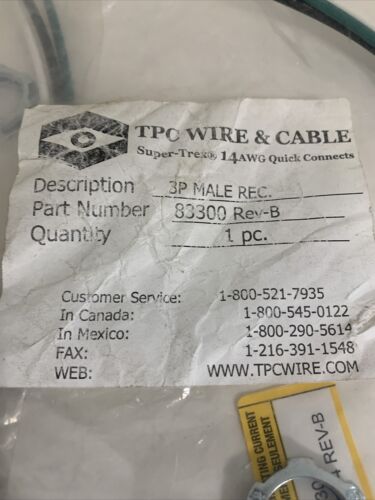 TPC WIRE & CABLE
Super-Trex® 14AWG Quick Connects
Description 3P MALE REC.
Part Number 83300 Rev-B
Quantity 1 pc.
Customer Service: 1-800-521-7935
In Canada: 1-800-545-0122
In Mexico: 1-800-290-5614
FAX: 1-216-391-1548
WEB: WWW.TPCWIRE.COM
CURRENT
SEULEMENT
REV-B